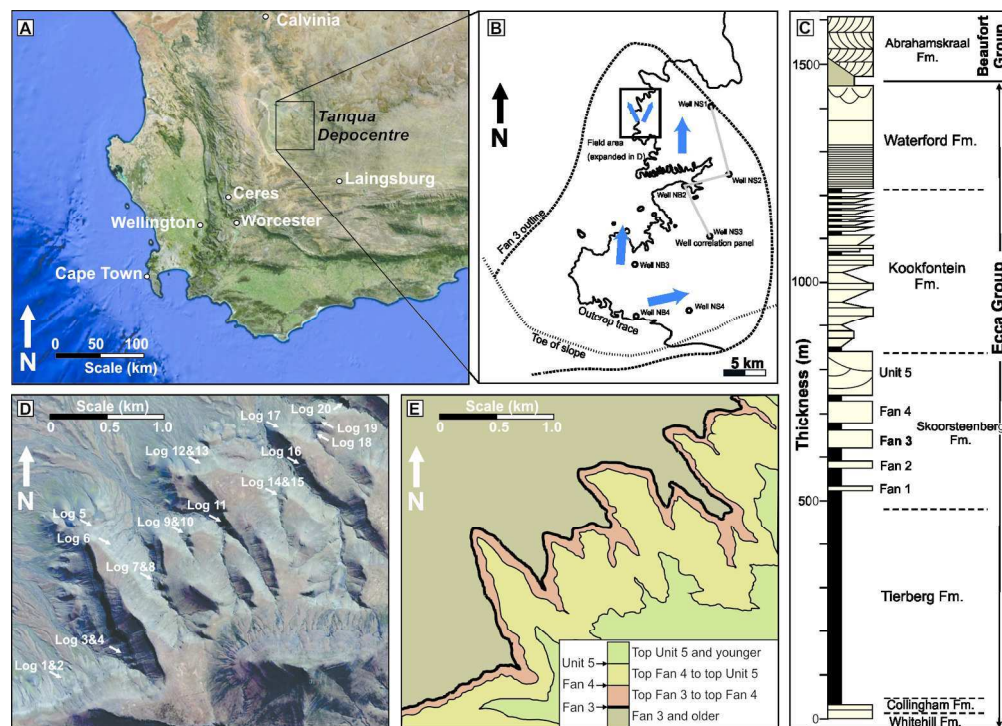 A
Calvinia
Tanqua
Depocentre
Laingsburg
Ceres
Wellington
Worcester
Cape Town
N
0 50 100
Scale (km)
B
N
Fan 3 outline
Field area
(expanded in D)
Well NS1
Well NS2
Well NB2
Well NS3
Well correlation panel
Well NB3
Well NS4
Well NB4
Outcrop trace
Toe of slope
5 km
C
Thickness (m)
1500
1000
500
0
Abrahamskraal
Fm.
Beaufort
Group
Waterford Fm.
Kookfontein
Fm.
Ecca Group
Unit 5
Fan 4
Skoorsteenberg
Fm.
Fan 3
Fan 2
Fan 1
Tierberg Fm.
Collingham Fm.
Whitehill Fm.
D
Scale (km)
0 0.5 1.0
N
Log 20
Log 17
Log 19
Log 18
Log 12&13
Log 16
Log 14&15
Log 11
Log 5
Log 9&10
Log 6
Log 7&8
Log 3&4
Log 1&2
E
Scale (km)
0 0.5 1.0
N
Top Unit 5 and younger
Unit 5
Top Fan 4 to top Unit 5
Fan 4
Top Fan 3 to top Fan 4
Fan 3
Fan 3 and older